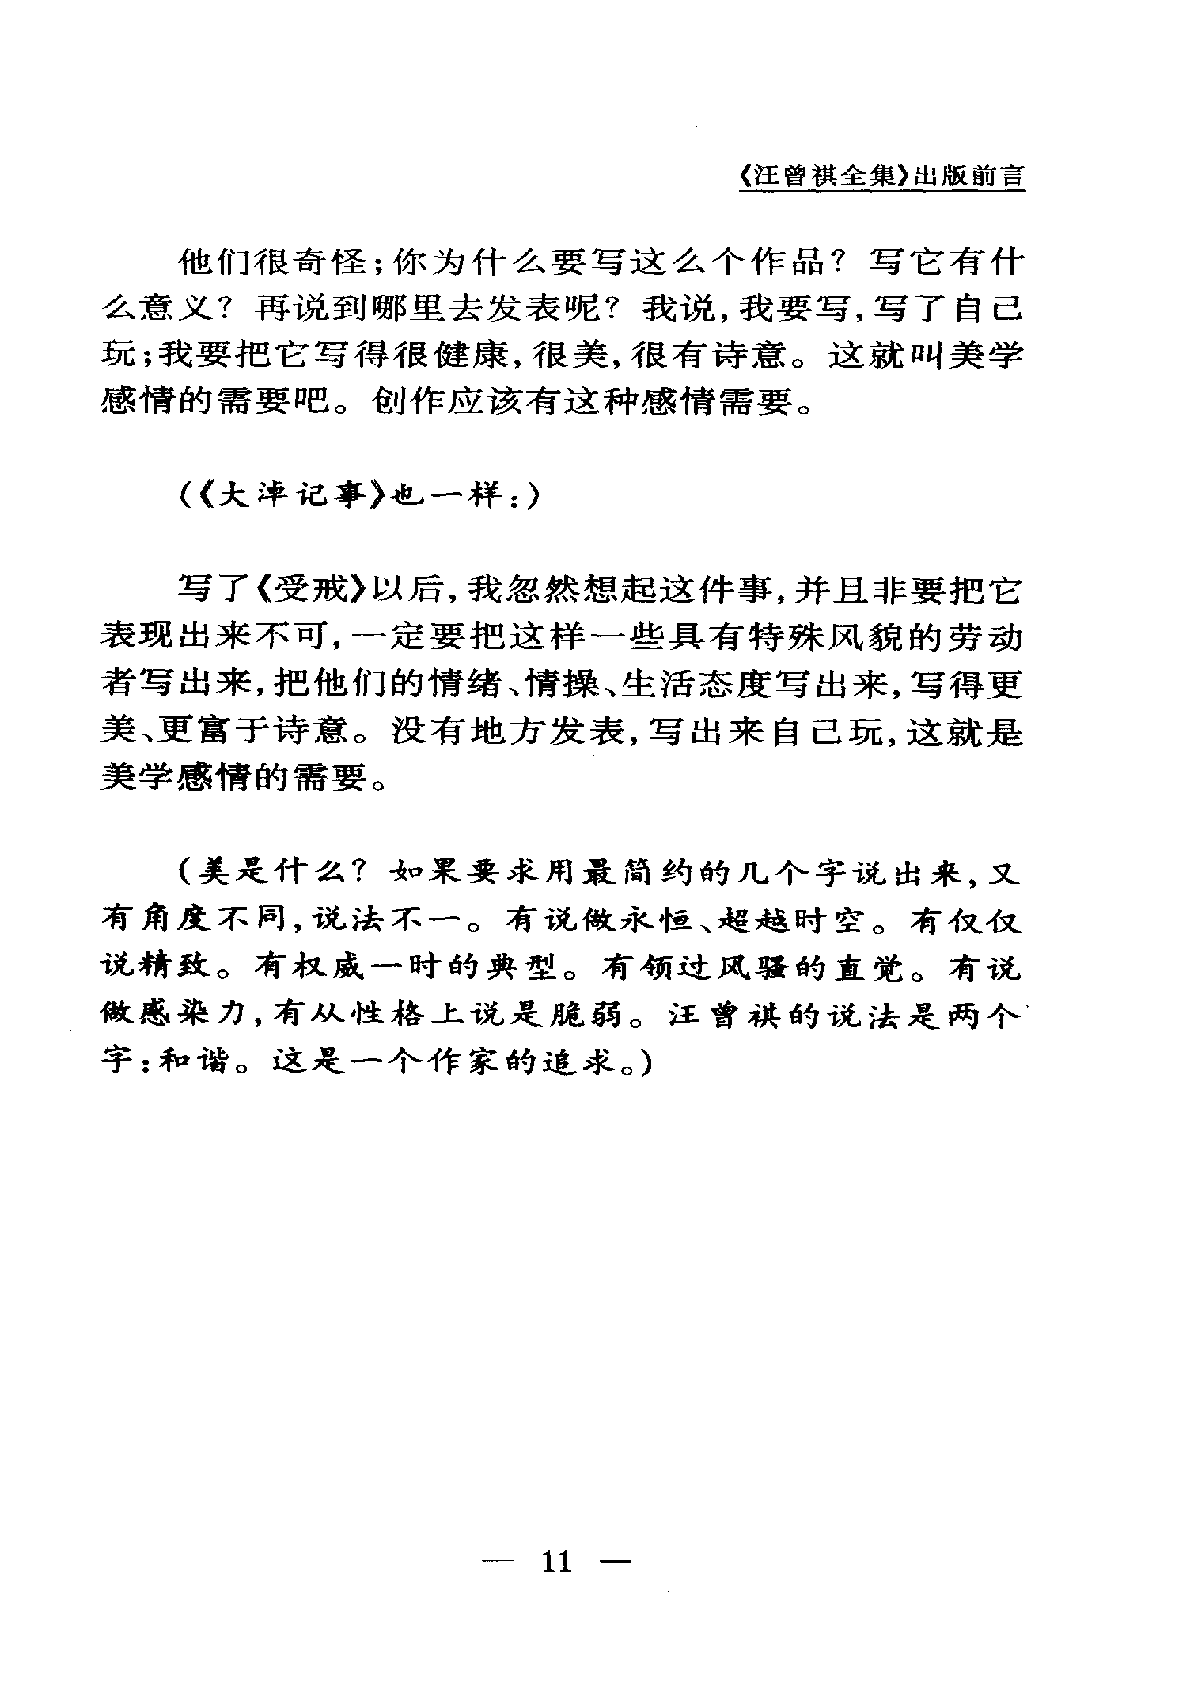 《汪曾祺全集》出版前言
他们很奇怪；你为什么要写这么个作品？写它有什
么意义？再说到哪里去发表呢？我说，我要写，写了自己
玩；我要把它写得很健康，很美，很有诗意。这就叫美学
感情的需要吧。创作应该有这种感情需要。
（《大淖记事》也一样：）
写了《受戒》以后，我忽然想起这件事，并且非要把它
表现出来不可，一定要把这样一些具有特殊风貌的劳动
者写出来，把他们的情绪、情操、生活态度写出来，写得更
美、更富于诗意。没有地方发表，写出来自己玩，这就是
美学感情的需要。
（美是什么？如果要求用最简约的几个字说出来，又
有角度不同，说法不一。有说做永恒、超越时空。有仅仅
说精致。有权威一时的典型。有领过风骚的直觉。有说
做感染力，有从性格上说是脆弱。汪曾祺的说法是两个
字：和谐。这是一个作家的追求。）
— 11 —